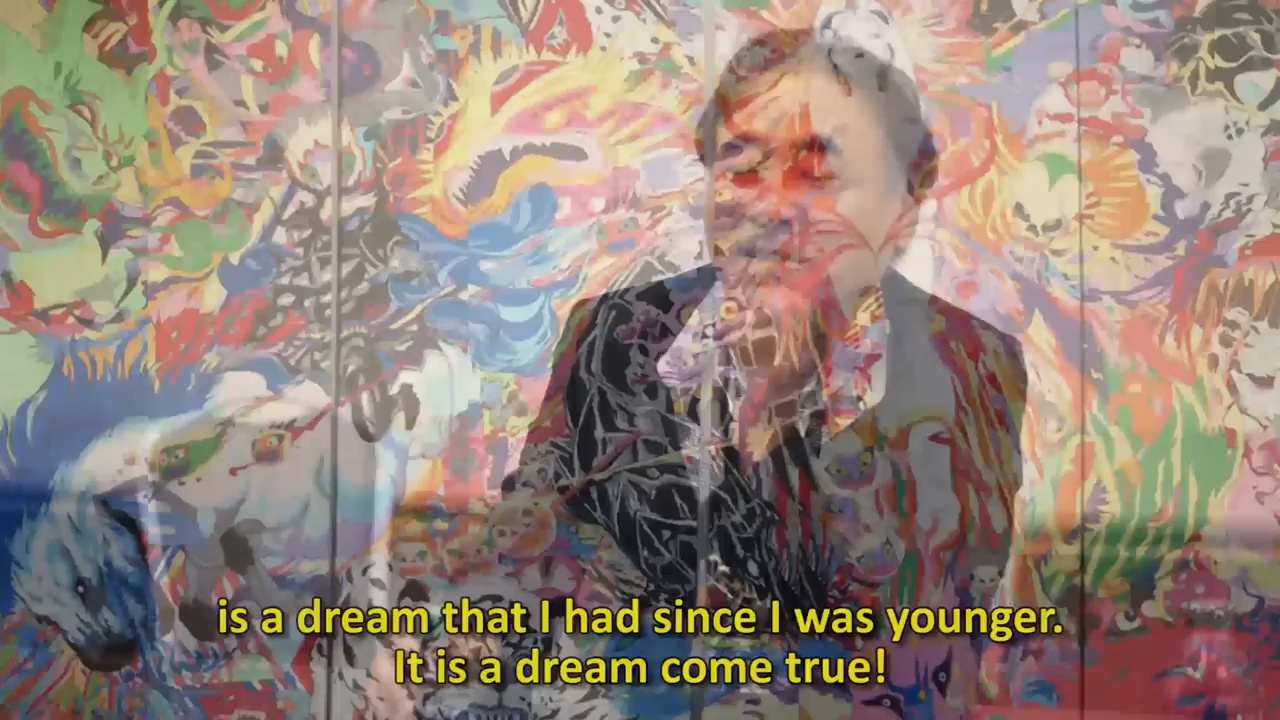 is a dream that I had since I was younger.
It is a dream come true!